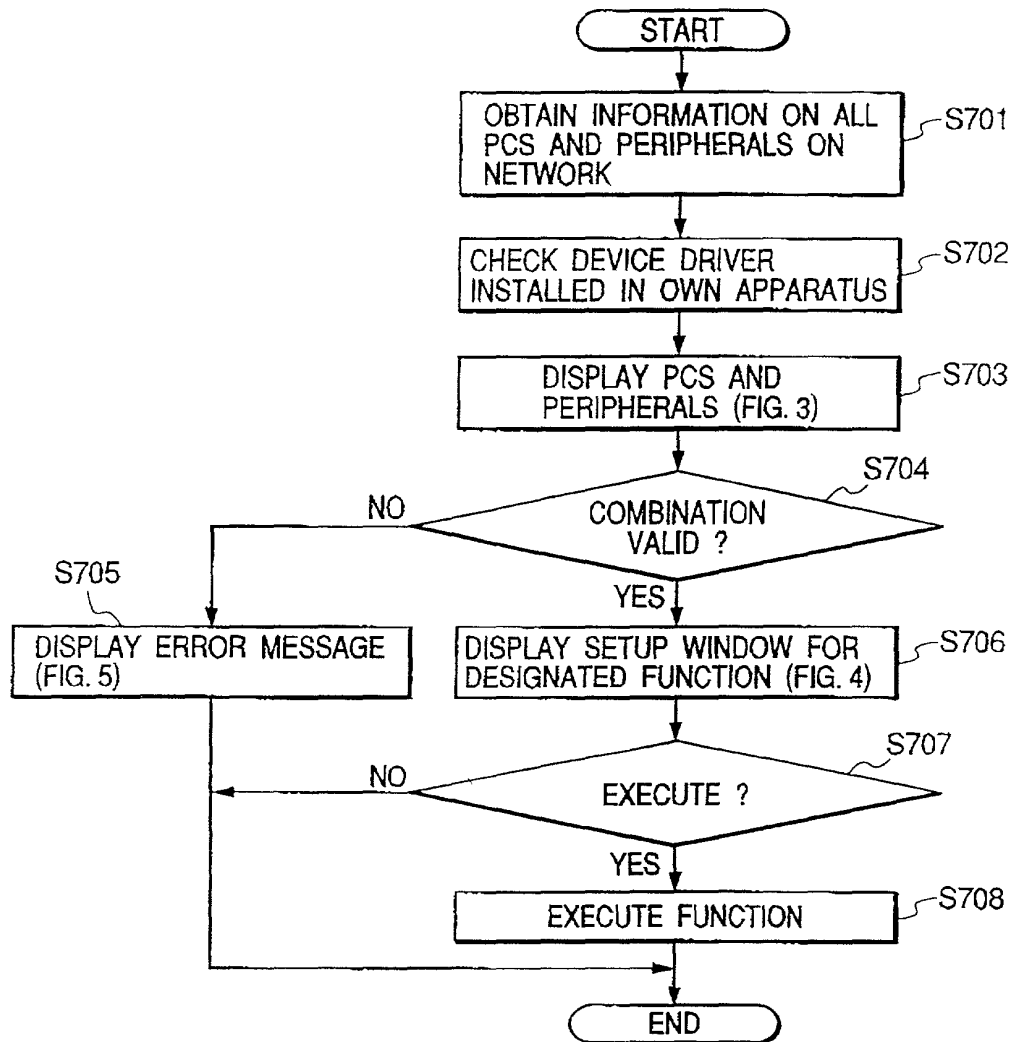 START
OBTAIN INFORMATION ON ALL
PCS AND PERIPHERALS ON
NETWORK
S701
CHECK DEVICE DRIVER
INSTALLED IN OWN APPARATUS
S702
DISPLAY PCS AND
PERIPHERALS (FIG. 3)
S703
S704
NO
COMBINATION
VALID ?
YES
S705
DISPLAY ERROR MESSAGE
(FIG. 5)
DISPLAY SETUP WINDOW FOR
DESIGNATED FUNCTION (FIG. 4)
S706
S707
NO
EXECUTE ?
YES
EXECUTE FUNCTION
S708
END